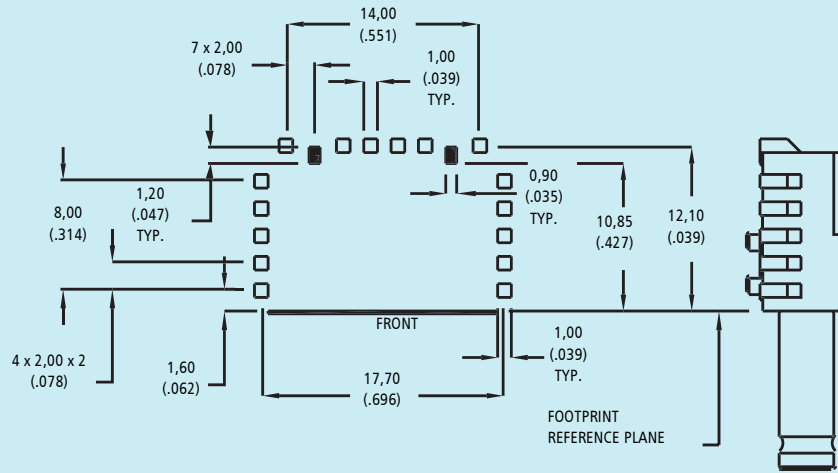 14,00
(.551)
7 x 2,00
(.078)
1,00
(.039)
TYP.
1,20
(.047)
TYP.
8,00
(.314)
0,90
(.035)
TYP.
10,85
(.427)
12,10
(.039)
FRONT
4 x 2,00 x 2
(.078)
1,60
(.062)
17,70
(.696)
1,00
(.039)
TYP.
FOOTPRINT
REFERENCE PLANE